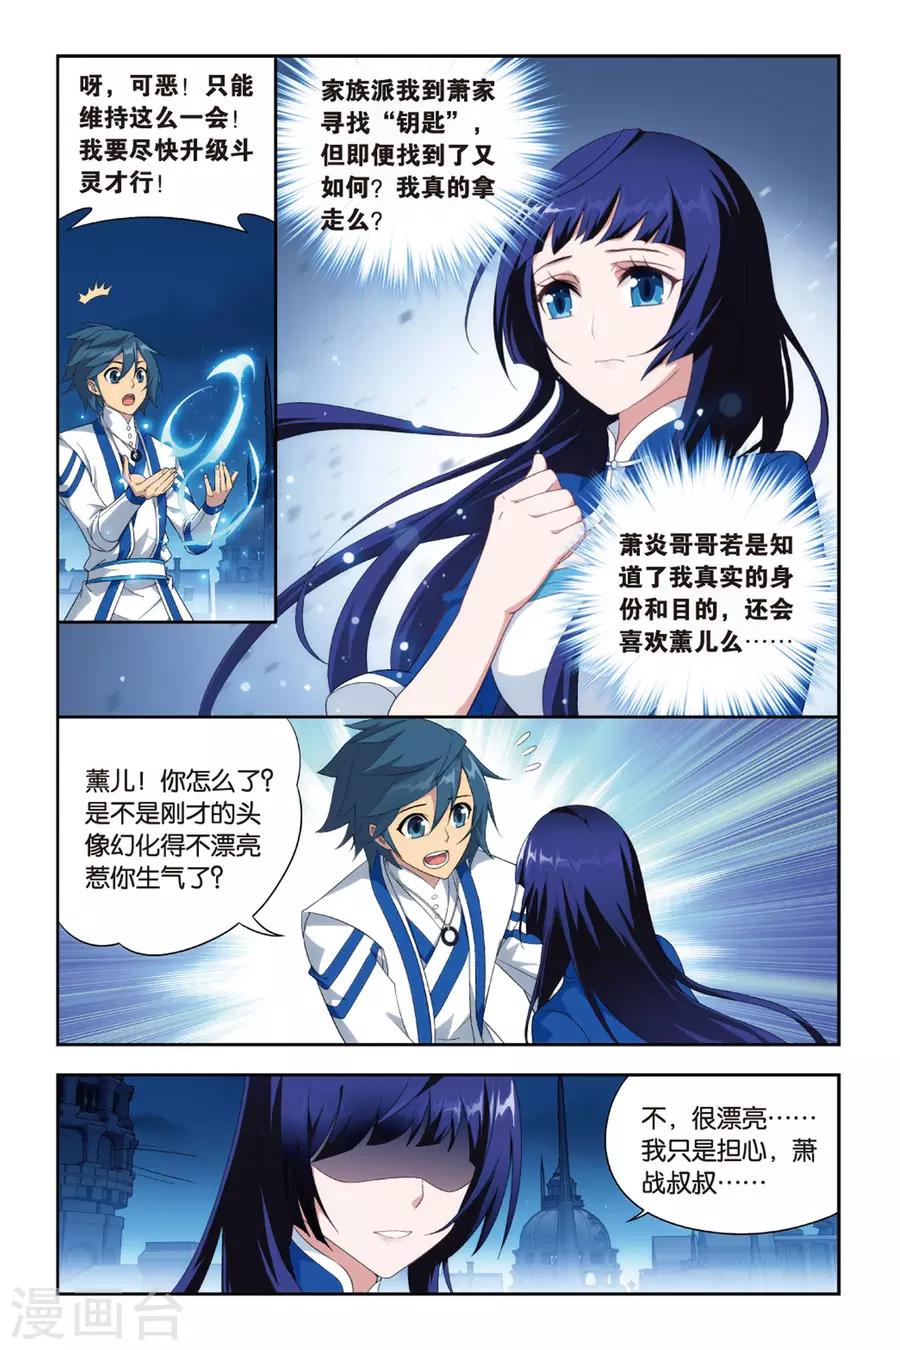 呀，可恶！只能
维持这么一会！
我要尽快升级斗
灵才行！
家族派我到萧家
寻找“钥匙”，
但即便找到了又
如何？我真的拿
走么？
萧炎哥哥若是知
道了我真实的身
份和目的，还会
喜欢薰儿么……
薰儿！你怎么了？
是不是刚才的头
像幻化得不漂亮
惹你生气了？
不，很漂亮……
我只是担心，萧
战叔叔……
漫画台